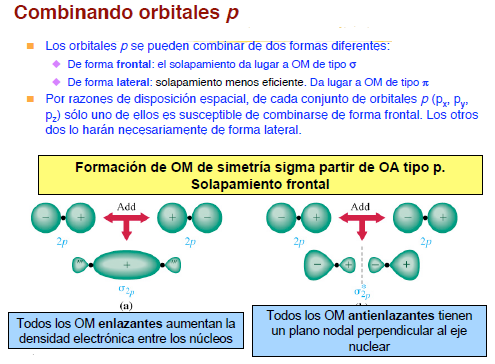 Combinando orbitales p
Los orbitales p se pueden combinar de dos formas diferentes:
De forma frontal: el solapamiento da lugar a OM de tipo σ
De forma lateral: solapamiento menos eficiente. Da lugar a OM de tipo π
Por razones de disposición espacial, de cada conjunto de orbitales p (px, py,
pz) sólo uno de ellos es susceptible de combinarse de forma frontal. Los otros
dos lo harán necesariamente de forma lateral.
Formación de OM de simetría sigma partir de OA tipo p.
Solapamiento frontal
− + Add + −
2p 2p
+
σ2p
(a)
− + Add − +
2p 2p
− +
σ*2p
Todos los OM enlazantes aumentan la
densidad electrónica entre los núcleos
Todos los OM antienlazantes tienen
un plano nodal perpendicular al eje
nuclear